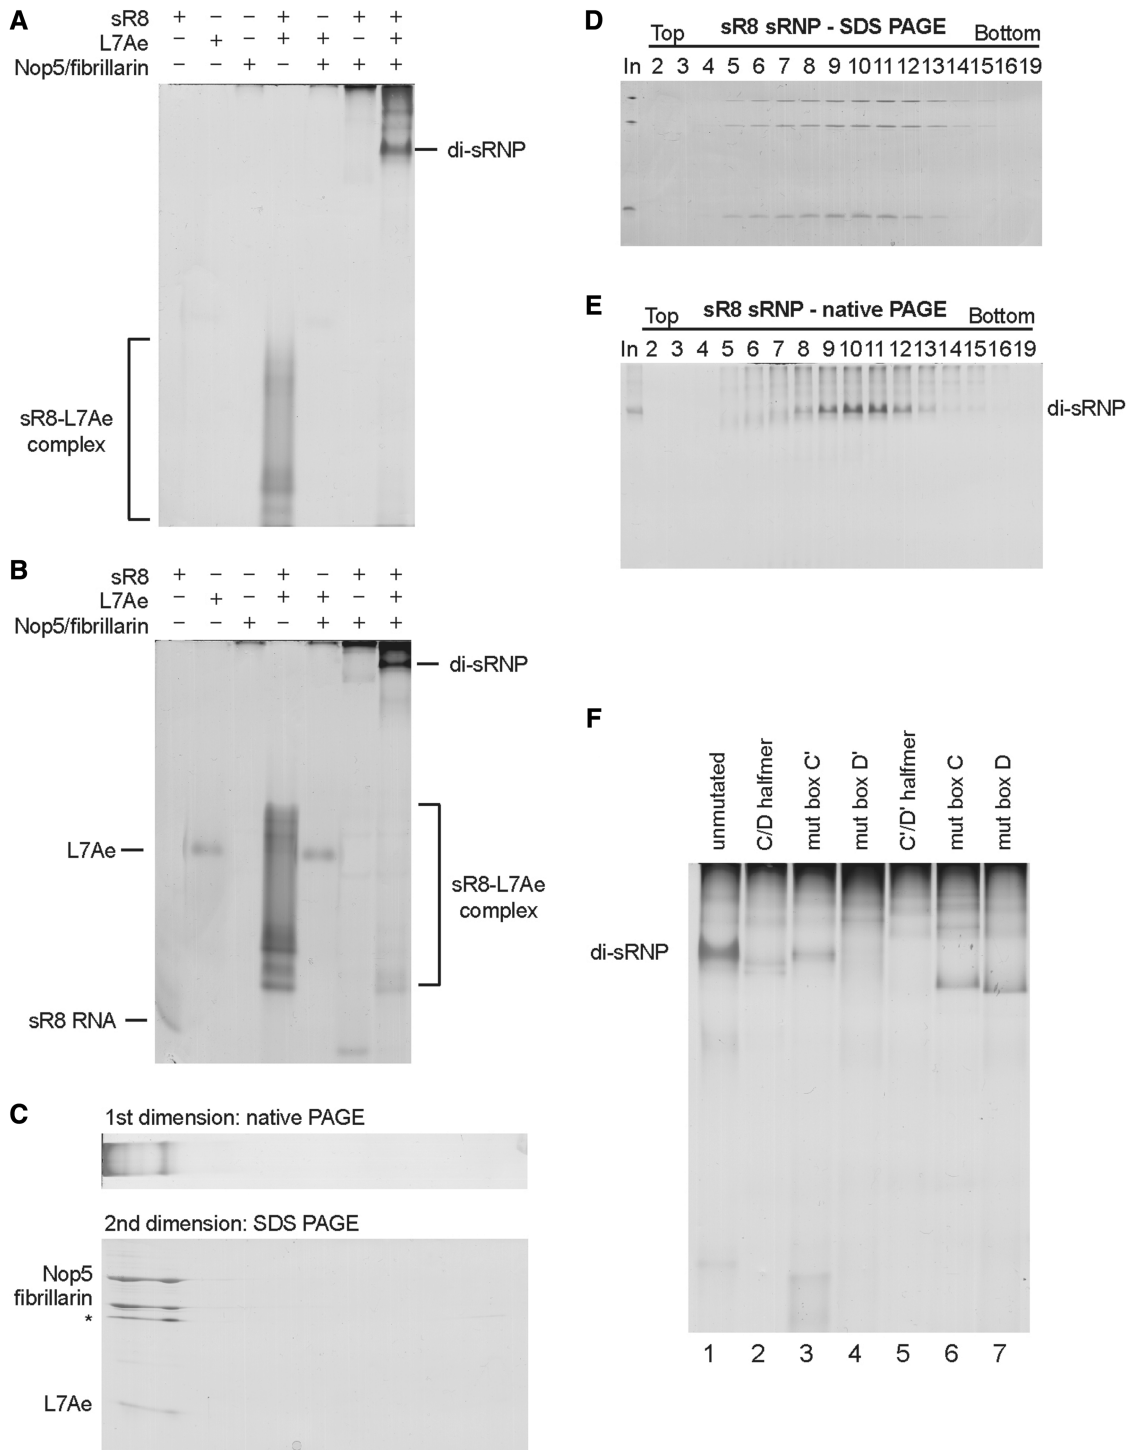 A
sR8 + − − + − + +
L7Ae − + − + + − +
Nop5/fibrillarin − − + − + + +
di-sRNP
sR8-L7Ae
complex
B
sR8 + − − + − + +
L7Ae − + − + + − +
Nop5/fibrillarin − − + − + + +
di-sRNP
L7Ae
sR8-L7Ae
complex
sR8 RNA
C
1st dimension: native PAGE
2nd dimension: SDS PAGE
Nop5
fibrillarin
*
L7Ae
D
Top sR8 sRNP - SDS PAGE Bottom
In 2 3 4 5 6 7 8 9 10 11 12 13 14 15 16 19
E
Top sR8 sRNP - native PAGE Bottom
In 2 3 4 5 6 7 8 9 10 11 12 13 14 15 16 19
di-sRNP
F
unmutated
C/D halfmer
mut box C'
mut box D'
C'/D' halfmer
mut box C
mut box D
di-sRNP
1 2 3 4 5 6 7